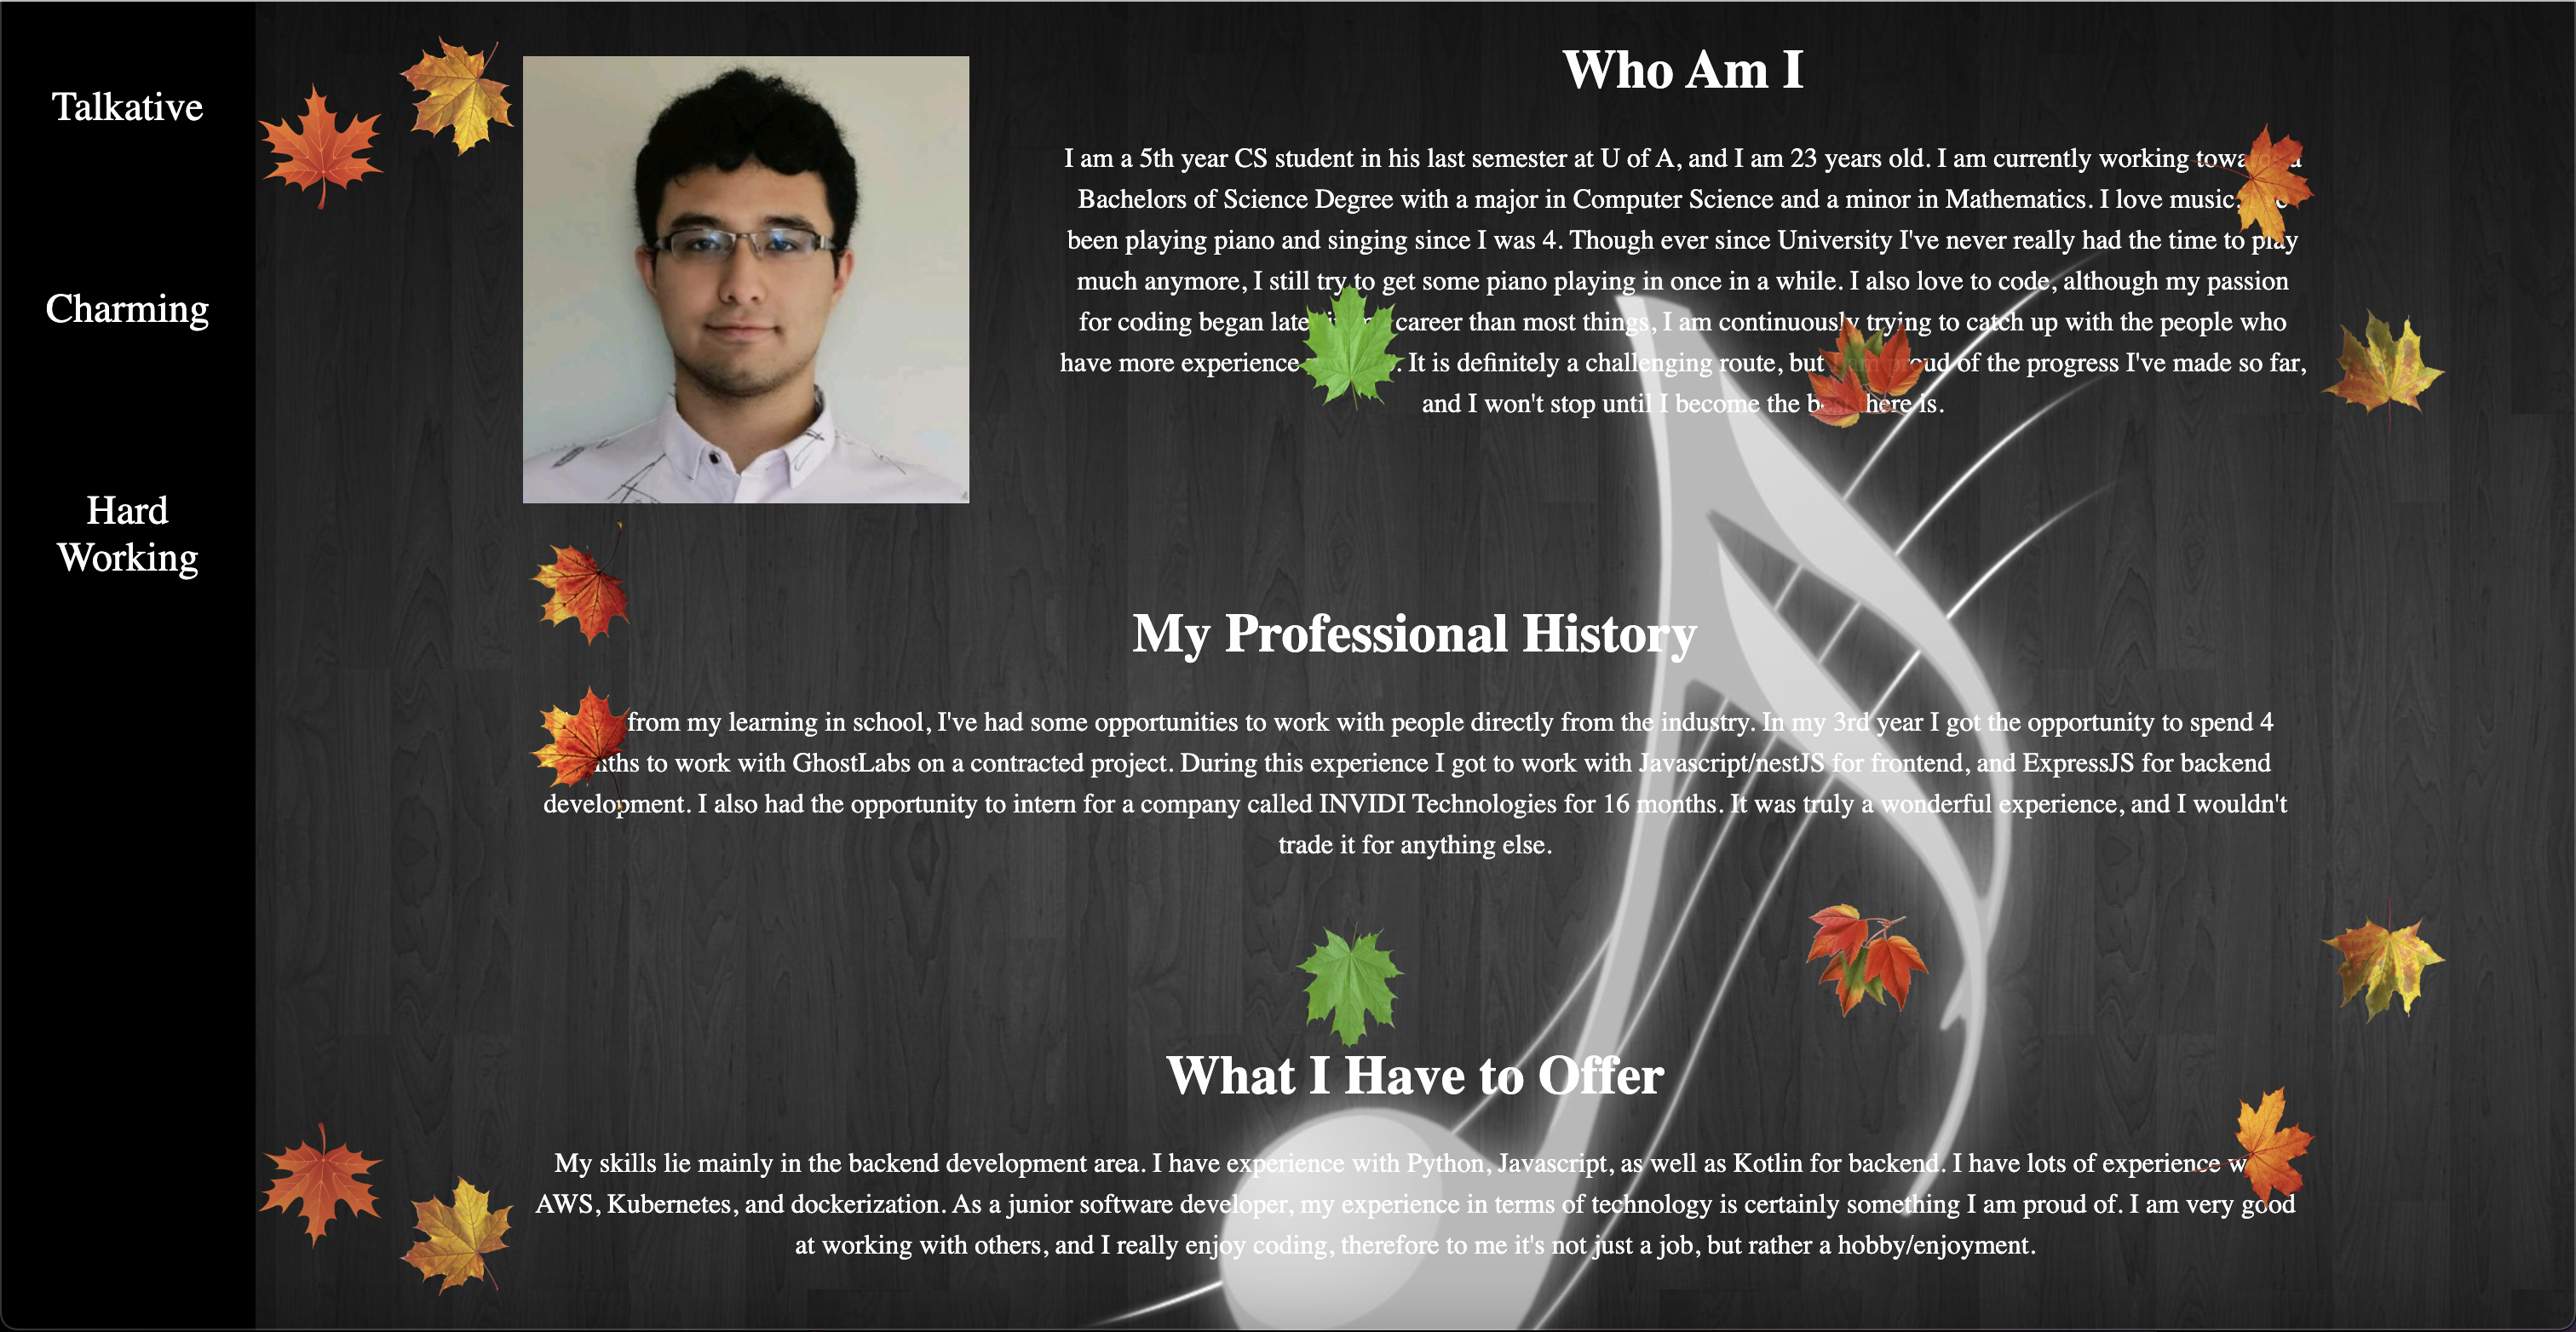 Talkative
Charming
Hard
Working
Who Am I
I am a 5th year CS student in his last semester at U of A, and I am 23 years old. I am currently working
Bachelors of Science Degree with a major in Computer Science and a minor in Mathematics. I love music.
been playing piano and singing since I was 4. Though ever since University I've never really had the time to play
much anymore, I still try to get some piano playing in once in a while. I also love to code, although my passion
for coding began career than most things, I am continuously trying to catch up with the people who
have more experience It is definitely a challenging route, but I am proud of the progress I've made so far,
and I won't stop until I become the is.
My Professional History
from my learning in school, I've had some opportunities to work with people directly from the industry. In my 3rd year I got the opportunity to spend 4
to work with GhostLabs on a contracted project. During this experience I got to work with Javascript/nestJS for frontend, and ExpressJS for backend
development. I also had the opportunity to intern for a company called INVIDI Technologies for 16 months. It was truly a wonderful experience, and I wouldn't
trade it for anything else.
What I Have to Offer
My skills lie mainly in the backend development area. I have experience with Python, Javascript, as well as Kotlin for backend. I have lots of experience
AWS, Kubernetes, and dockerization. As a junior software developer, my experience in terms of technology is certainly something I am proud of. I am very good
at working with others, and I really enjoy coding, therefore to me it's not just a job, but rather a hobby/enjoyment.